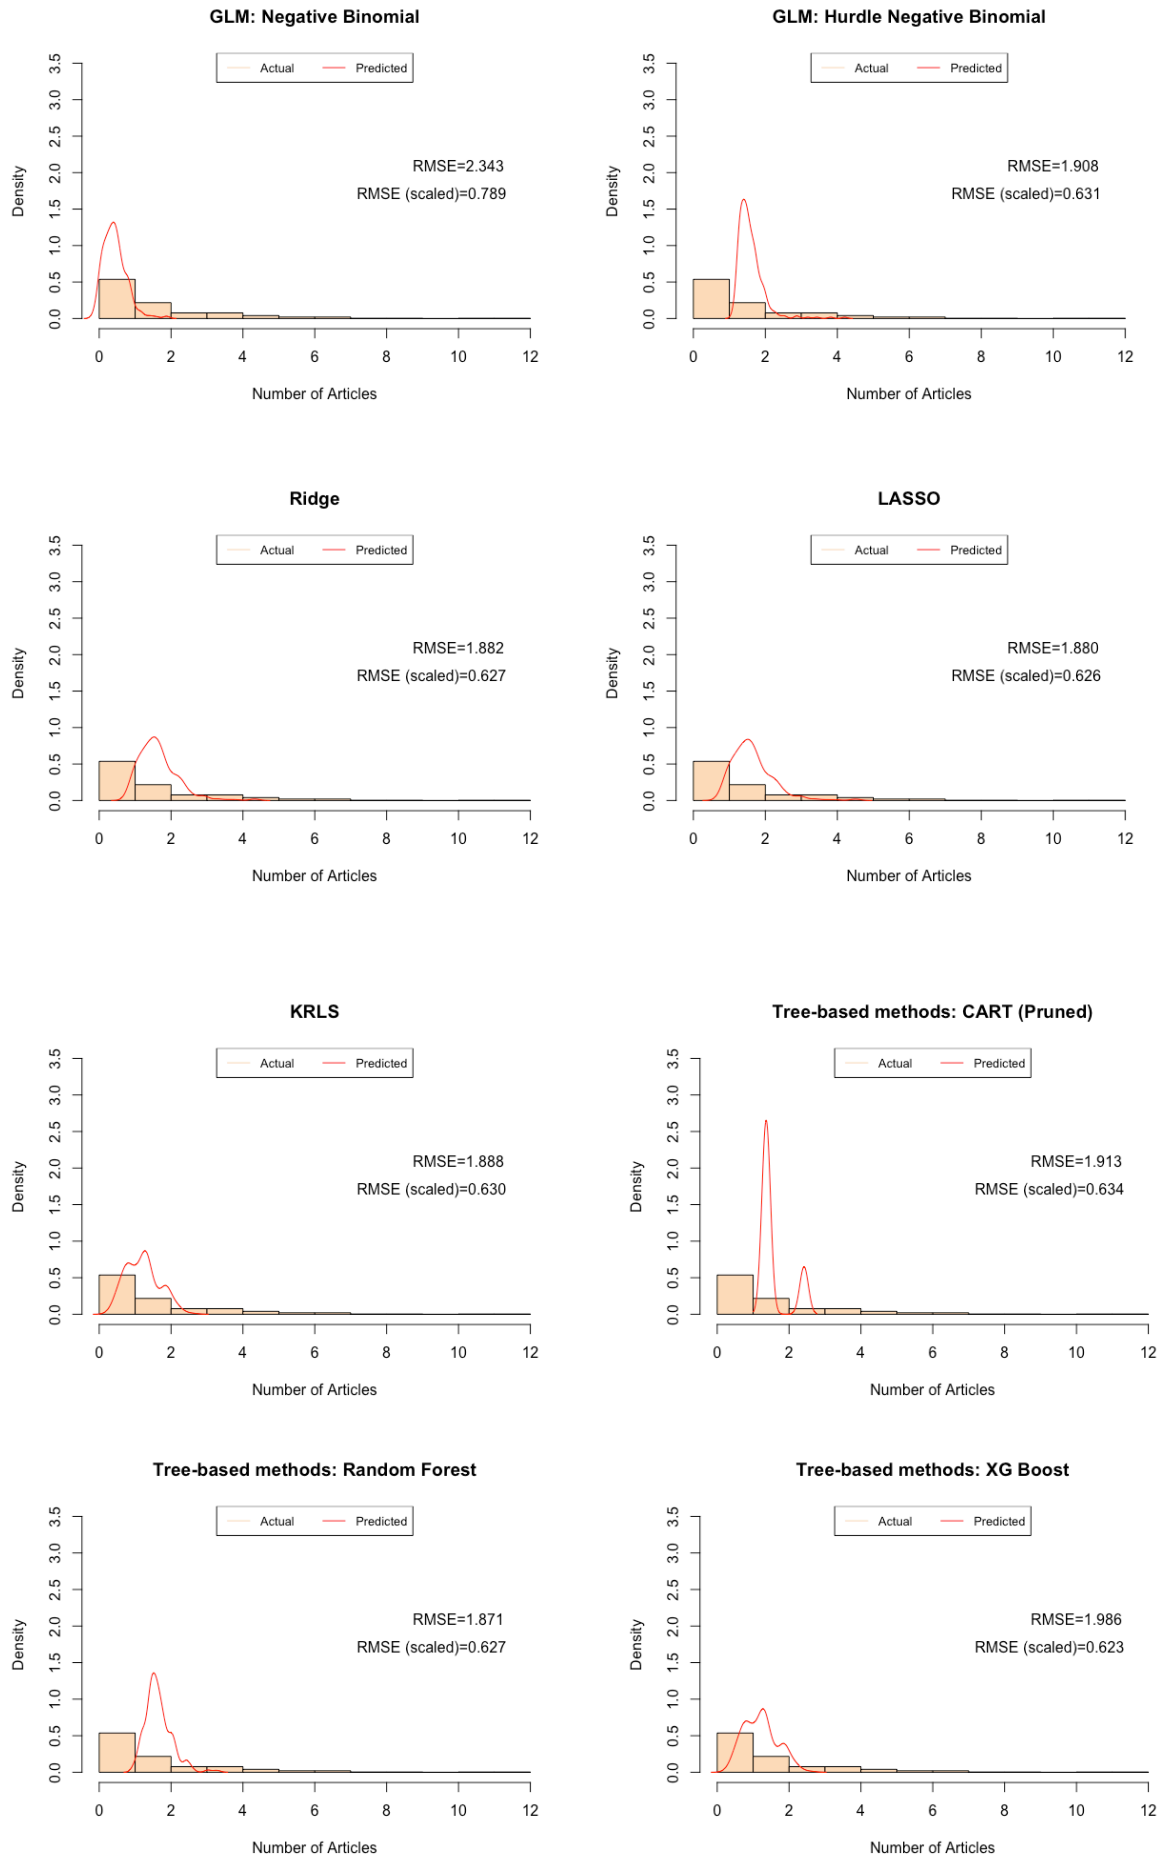 GLM: Negative Binomial
Actual Predicted
3.5
3.0
2.5
2.0
1.5
1.0
0.5
0.0
Density
RMSE=2.343
RMSE (scaled)=0.789
0 2 4 6 8 10 12
Number of Articles
GLM: Hurdle Negative Binomial
Actual Predicted
3.5
3.0
2.5
2.0
1.5
1.0
0.5
0.0
Density
RMSE=1.908
RMSE (scaled)=0.631
0 2 4 6 8 10 12
Number of Articles
Ridge
Actual Predicted
3.5
3.0
2.5
2.0
1.5
1.0
0.5
0.0
Density
RMSE=1.882
RMSE (scaled)=0.627
0 2 4 6 8 10 12
Number of Articles
LASSO
Actual Predicted
3.5
3.0
2.5
2.0
1.5
1.0
0.5
0.0
Density
RMSE=1.880
RMSE (scaled)=0.626
0 2 4 6 8 10 12
Number of Articles
KRLS
Actual Predicted
3.5
3.0
2.5
2.0
1.5
1.0
0.5
0.0
Density
RMSE=1.888
RMSE (scaled)=0.630
0 2 4 6 8 10 12
Number of Articles
Tree-based methods: CART (Pruned)
Actual Predicted
3.5
3.0
2.5
2.0
1.5
1.0
0.5
0.0
Density
RMSE=1.913
RMSE (scaled)=0.634
0 2 4 6 8 10 12
Number of Articles
Tree-based methods: Random Forest
Actual Predicted
3.5
3.0
2.5
2.0
1.5
1.0
0.5
0.0
Density
RMSE=1.871
RMSE (scaled)=0.627
0 2 4 6 8 10 12
Number of Articles
Tree-based methods: XG Boost
Actual Predicted
3.5
3.0
2.5
2.0
1.5
1.0
0.5
0.0
Density
RMSE=1.986
RMSE (scaled)=0.623
0 2 4 6 8 10 12
Number of Articles